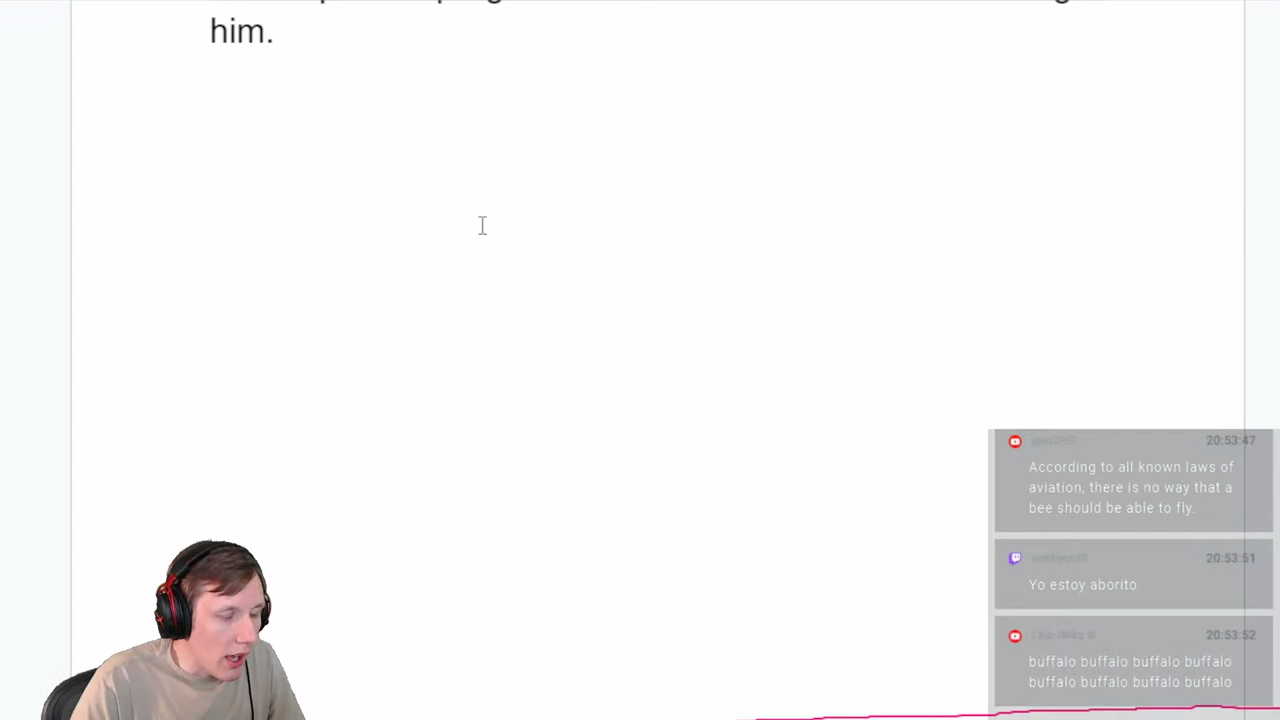 him.
20:53:47
According to all known laws of
aviation, there is no way that a
bee should be able to fly.
20:53:51
Yo estoy aborito
20:53:52
buffalo buffalo buffalo buffalo
buffalo buffalo buffalo buffalo